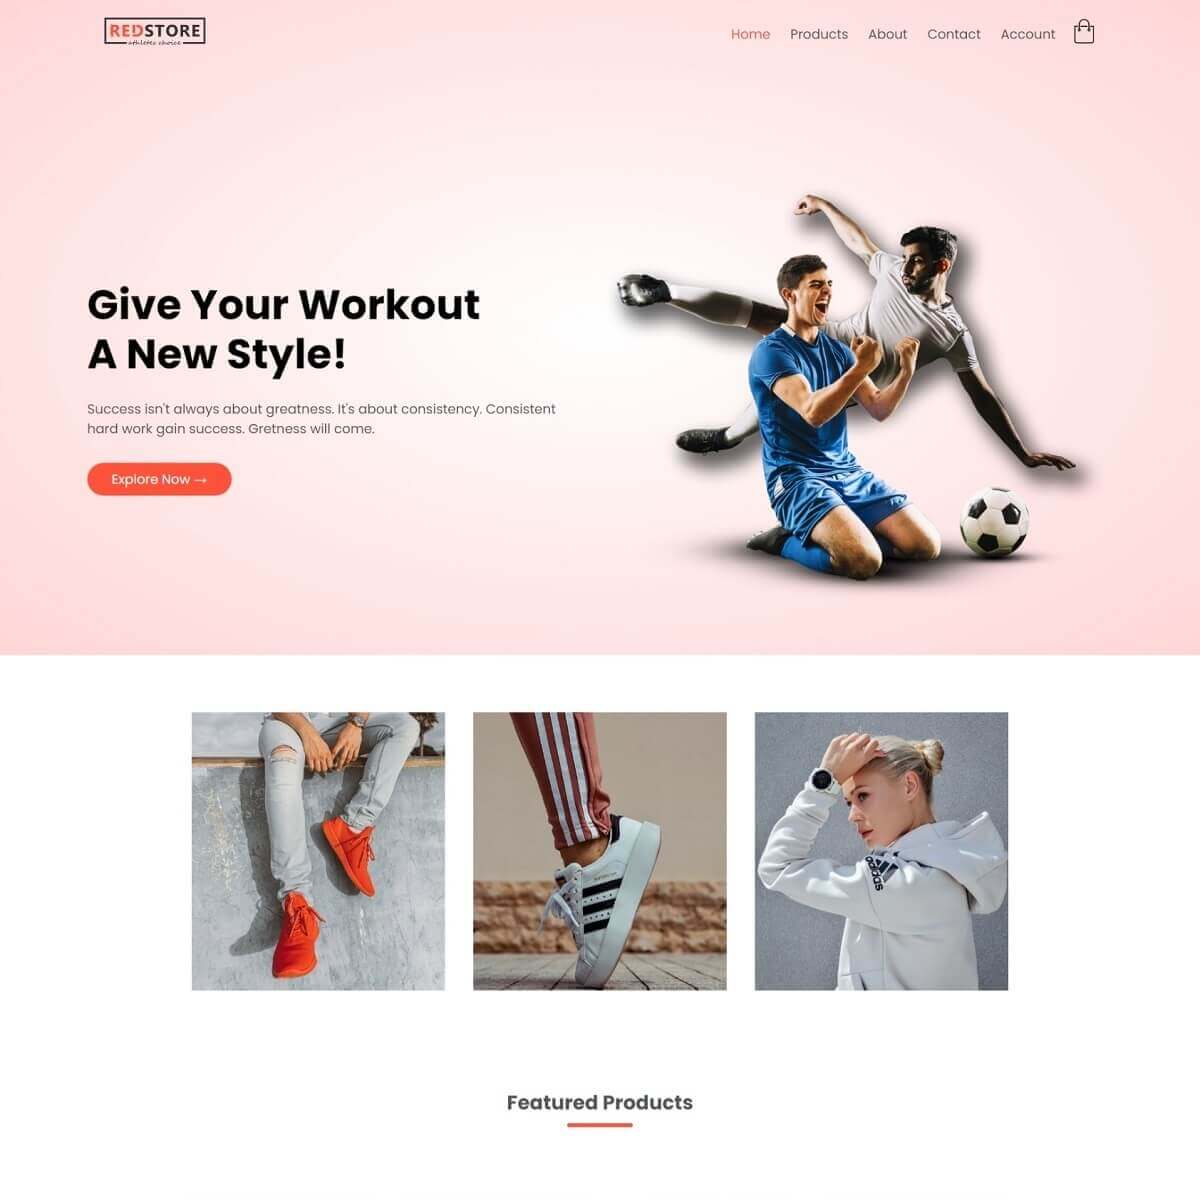 REDSTORE
athletes choice
Home Products About Contact Account
Give Your Workout
A New Style!
Success isn't always about greatness. It's about consistency. Consistent
hard work gain success. Gretness will come.
Explore Now →
adidas
Featured Products